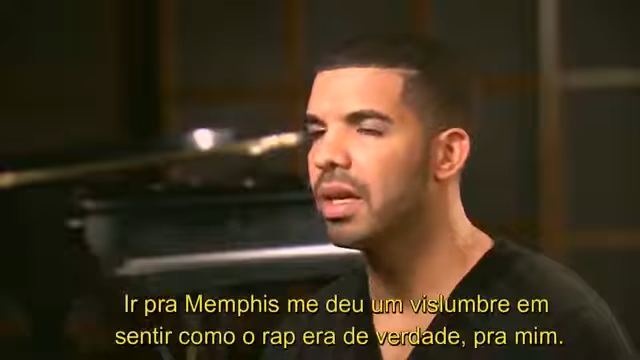 Ir pra Memphis me deu um vislumbre em
sentir como o rap era de verdade, pra mim.